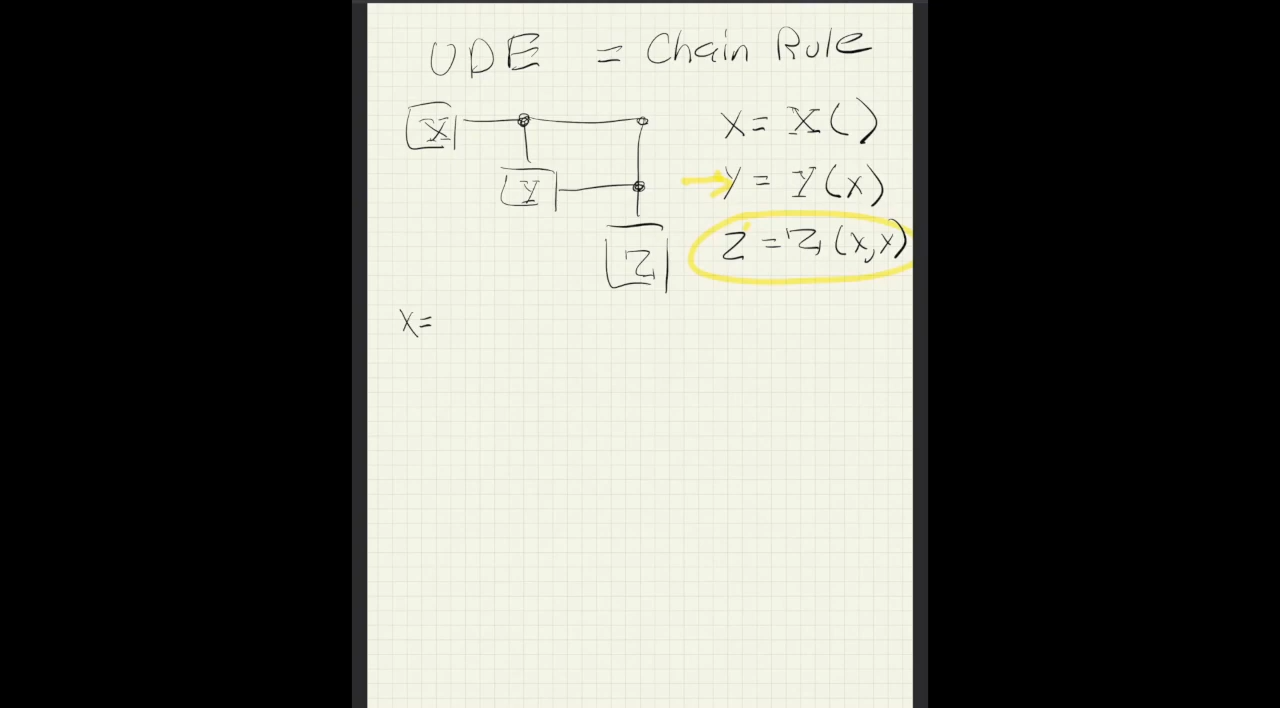 UDE = Chain Rule
X
x = X()
Y
y = Y(x)
Z
z = Z(x,x)
x =